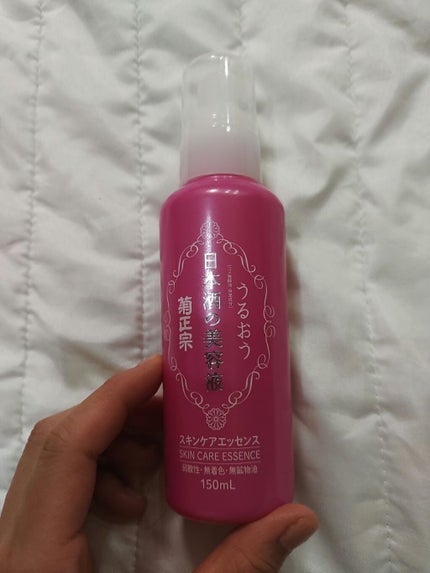 うるおう
日本酒の美容液
菊正宗
スキンケアエッセンス
SKIN CARE ESSENCE
弱酸性・無着色・無鉱物油
150mL